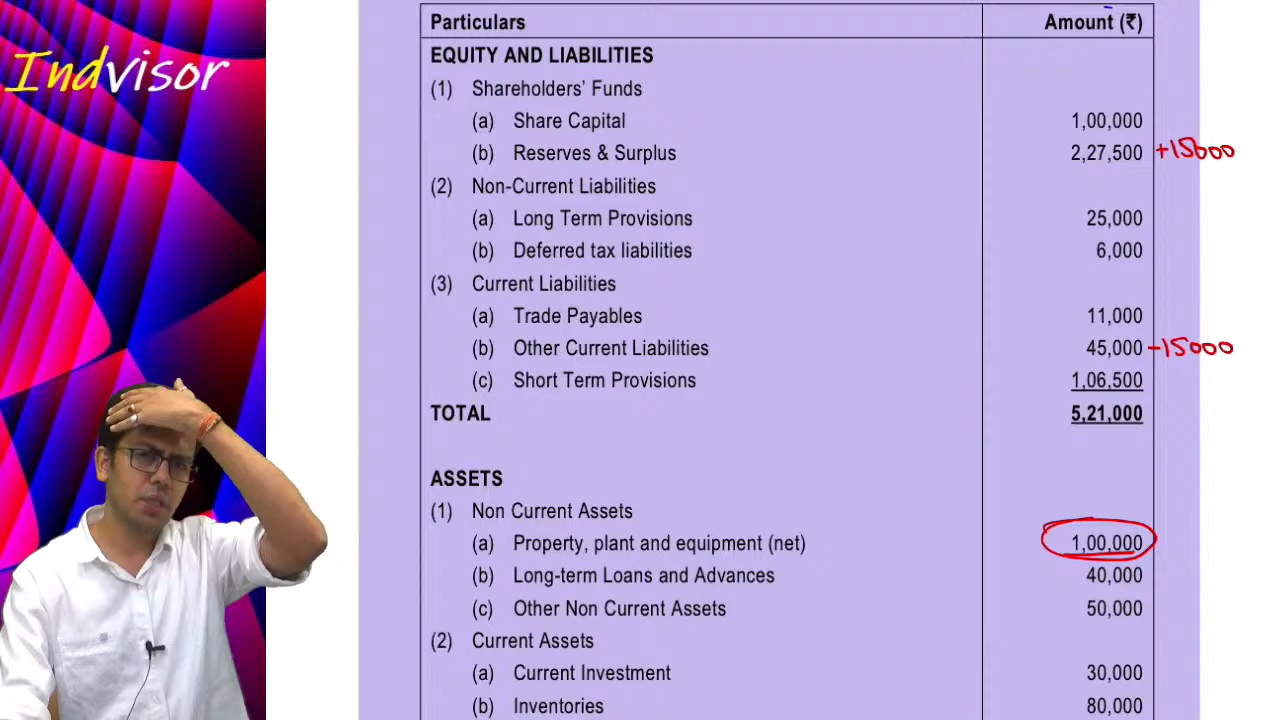 Indvisor
Particulars Amount (₹)
EQUITY AND LIABILITIES
(1) Shareholders' Funds
(a) Share Capital 1,00,000
(b) Reserves & Surplus 2,27,500 +15000
(2) Non-Current Liabilities
(a) Long Term Provisions 25,000
(b) Deferred tax liabilities 6,000
(3) Current Liabilities
(a) Trade Payables 11,000
(b) Other Current Liabilities 45,000 -15000
(c) Short Term Provisions 1,06,500
TOTAL 5,21,000
ASSETS
(1) Non Current Assets
(a) Property, plant and equipment (net) 1,00,000
(b) Long-term Loans and Advances 40,000
(c) Other Non Current Assets 50,000
(2) Current Assets
(a) Current Investment 30,000
(b) Inventories 80,000